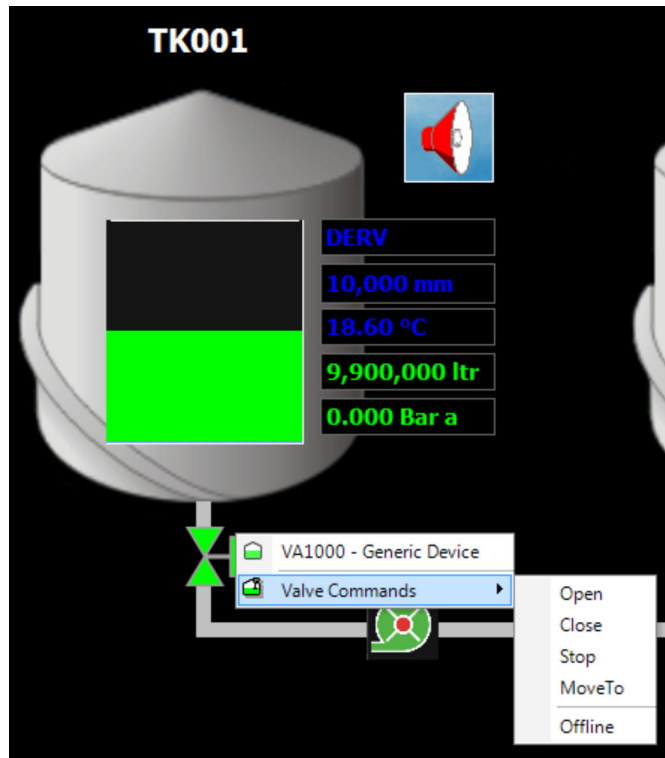 TK001
DERV
10,000 mm
18.60 °C
9,900,000 ltr
0.000 Bar a
VA1000 - Generic Device
Valve Commands
Open
Close
Stop
MoveTo
Offline